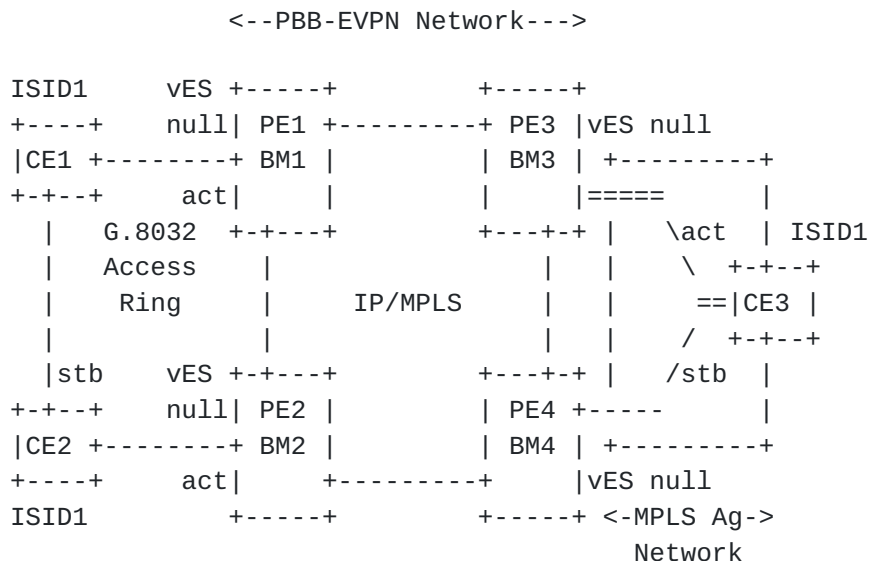 <--PBB-EVPN Network--->
ISID1     vES +-----+         +-----+
+----+    null| PE1 +---------+ PE3 |vES null
|CE1 +--------+ BM1 |         | BM3 | +---------+
+-+--+     act|     |         |     |=====      |
  |   G.8032  +-+---+         +---+-+ |   \act  | ISID1
  |   Access    |                 |   |    \  +-+--+
  |    Ring     |     IP/MPLS     |   |     ==|CE3 |
  |             |                 |   |    /  +-+--+
  |stb    vES +-+---+         +---+-+ |   /stb  |
+-+--+    null| PE2 |         | PE4 +-----      |
|CE2 +--------+ BM2 |         | BM4 | +---------+
+----+     act|     +---------+     |vES null
ISID1         +-----+         +-----+ <-MPLS Ag->
Network